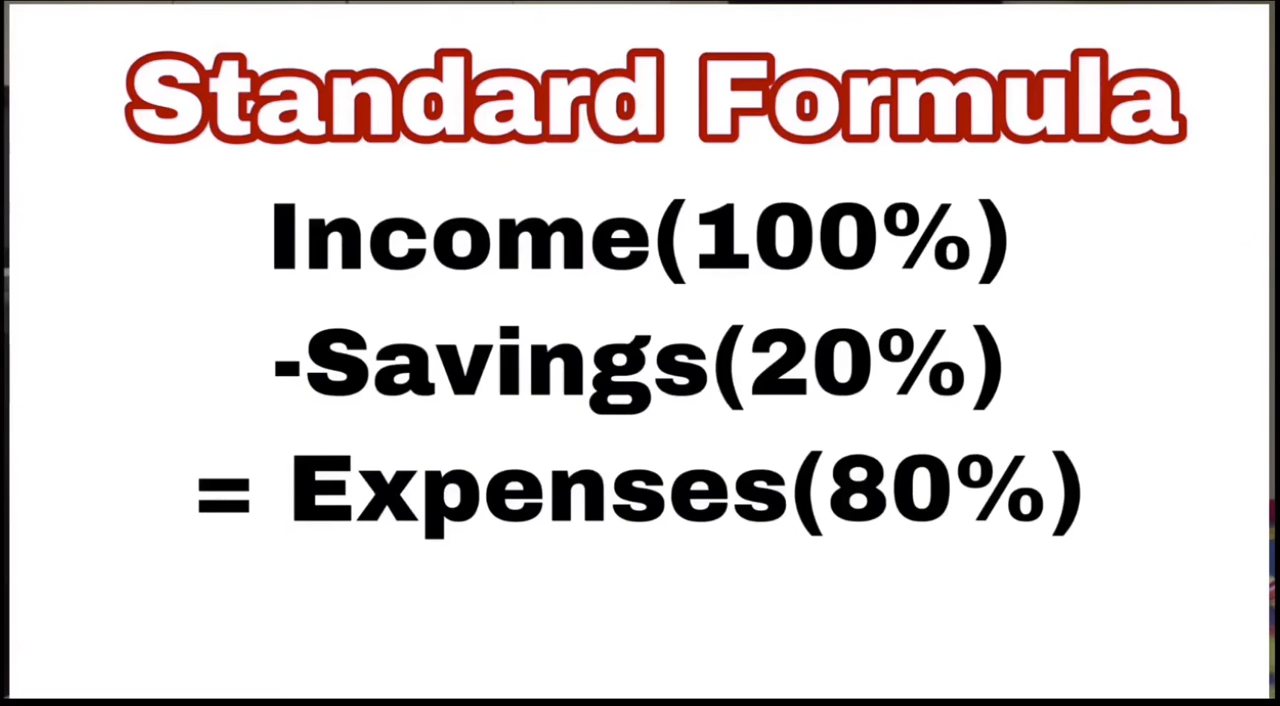 Standard Formula
Income(100%)
-Savings(20%)
= Expenses(80%)